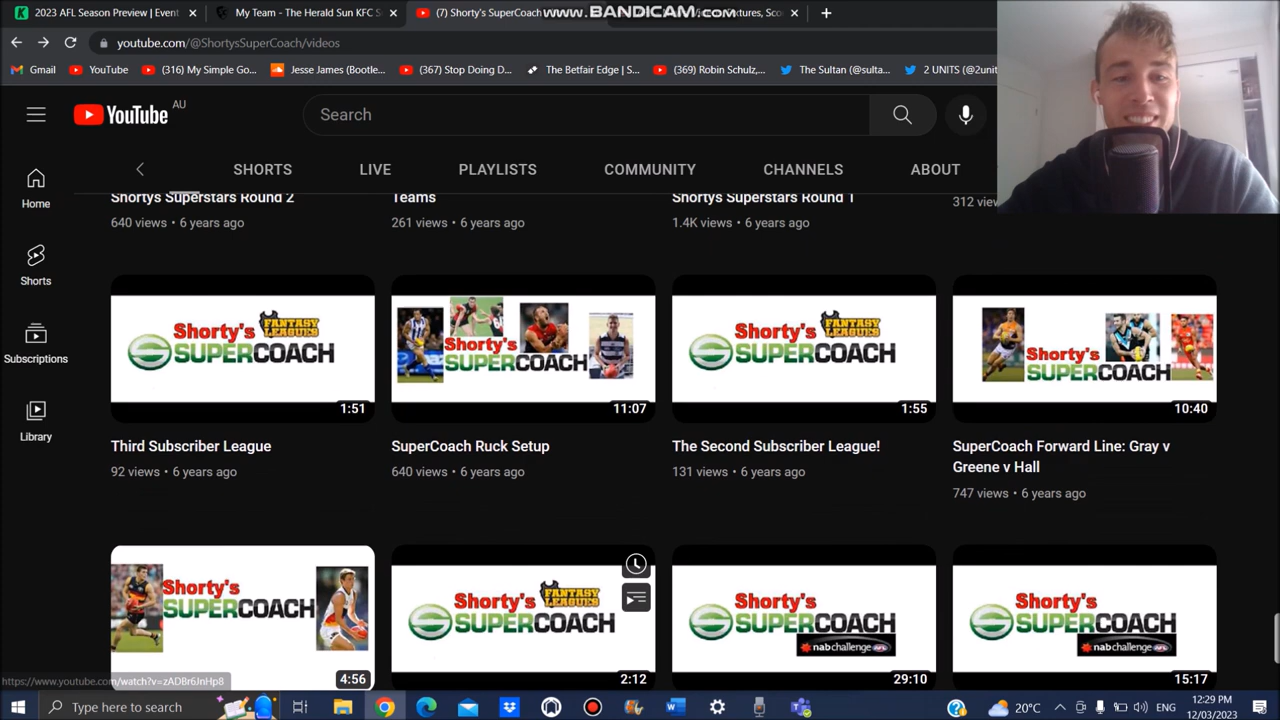 2023 AFL Season Preview | Event
My Team - The Herald Sun KFC S
(7) Shorty's SuperCoach
www.BANDICAM.com
youtube.com/@ShortysSuperCoach/videos
Gmail
YouTube
(316) My Simple Go...
Jesse James (Bootle...
(367) Stop Doing D...
The Betfair Edge | S...
(369) Robin Schulz,...
The Sultan (@sulta...
2 UNITS (@2unit
YouTube AU
Search
SHORTS
LIVE
PLAYLISTS
COMMUNITY
CHANNELS
ABOUT
Home
Shorts
Subscriptions
Library
Shortys Superstars Round 2
640 views • 6 years ago
Teams
261 views • 6 years ago
Shortys Superstars Round 1
1.4K views • 6 years ago
312 view
Shorty's FANTASY LEAGUES
SUPERCOACH
1:51
Third Subscriber League
92 views • 6 years ago
Shorty's
SUPERCOACH
11:07
SuperCoach Ruck Setup
640 views • 6 years ago
Shorty's FANTASY LEAGUES
SUPERCOACH
1:55
The Second Subscriber League!
131 views • 6 years ago
Shorty's
SUPERCOACH
10:40
SuperCoach Forward Line: Gray v
Greene v Hall
747 views • 6 years ago
Shorty's
SUPERCOACH
4:56
Shorty's FANTASY LEAGUES
SUPERCOACH
2:12
Shorty's
SUPERCOACH
nabchallenge AFL
29:10
Shorty's
SUPERCOACH
nabchallenge AFL
15:17
https://www.youtube.com/watch?v=zADBr6JnHp8
Type here to search
20°C
ENG
12:29 PM
12/03/2023